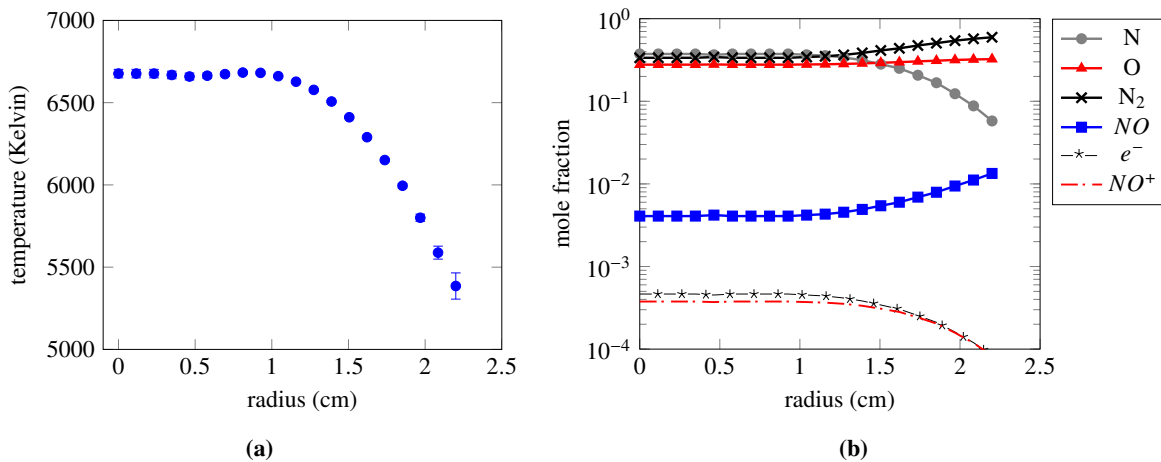 7000
6500
6000
5500
5000
temperature (Kelvin)
0 0.5 1 1.5 2 2.5
radius (cm)
(a)
10^0
10^−1
10^−2
10^−3
10^−4
mole fraction
0 0.5 1 1.5 2 2.5
radius (cm)
(b)
N
O
N₂
NO
e⁻
NO⁺